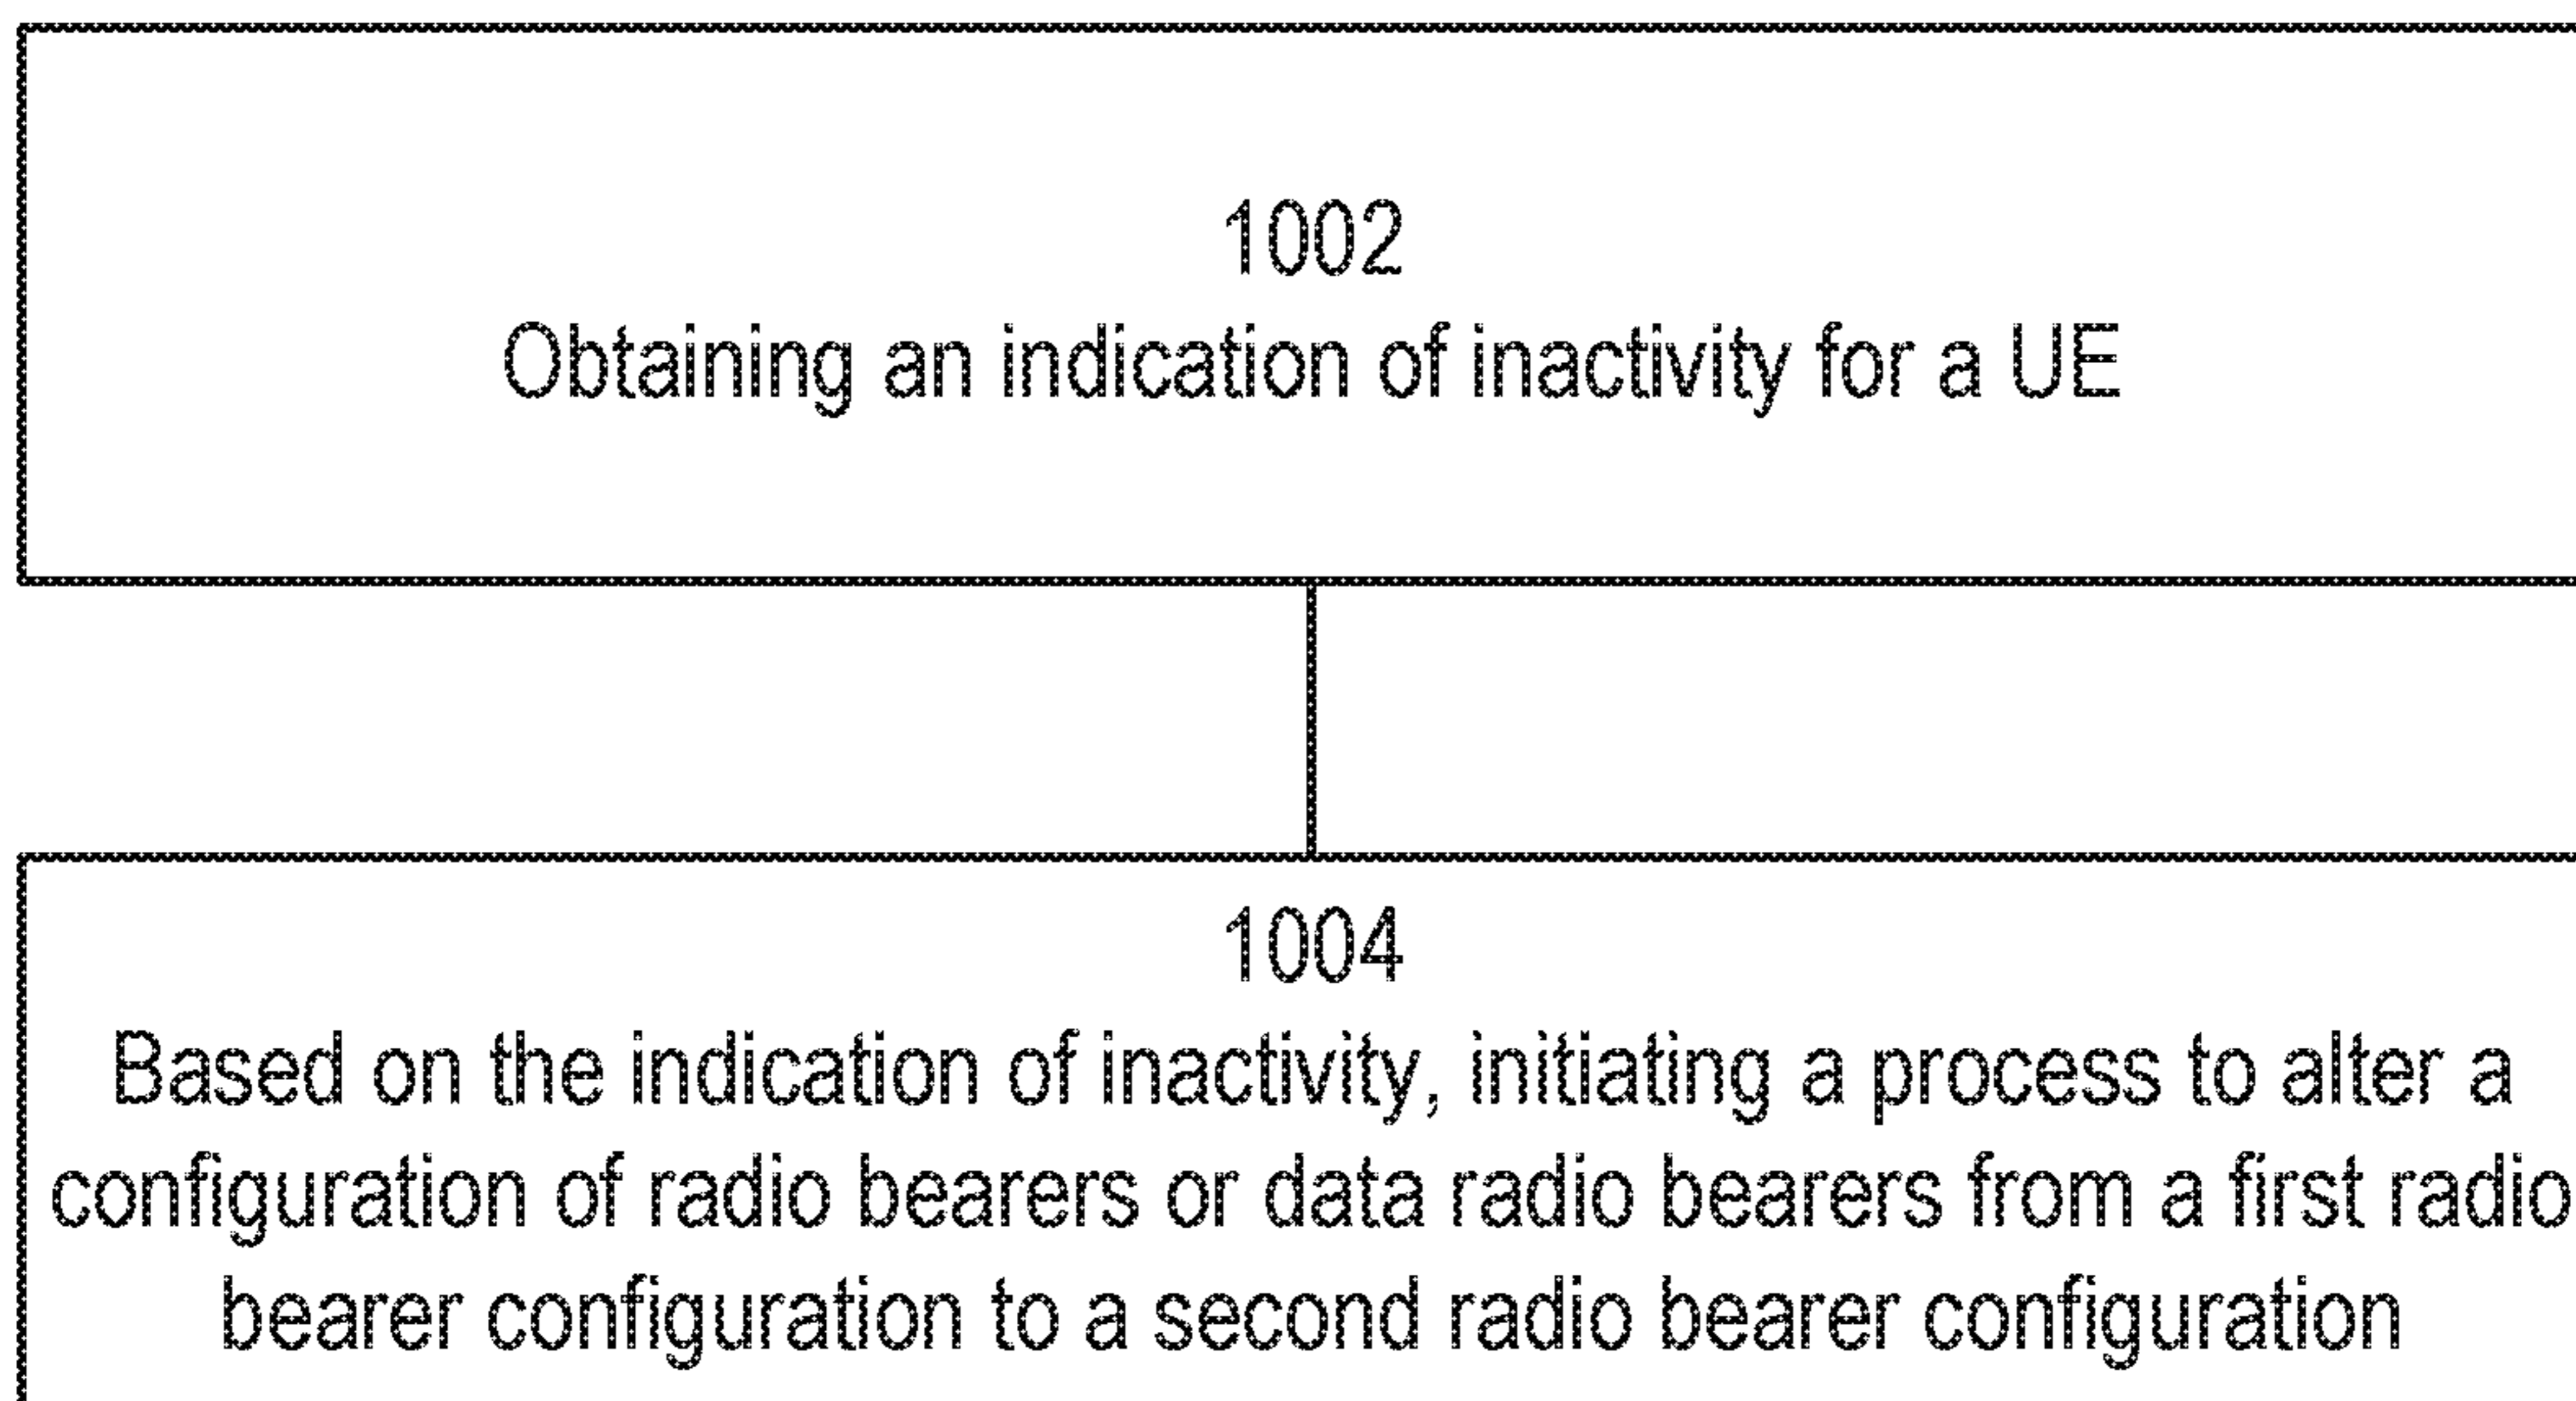 1002
Obtaining an indication of inactivity for a UE
1004
Based on the indication of inactivity, initiating a process to alter a
configuration of radio bearers or data radio bearers from a first radio
bearer configuration to a second radio bearer configuration